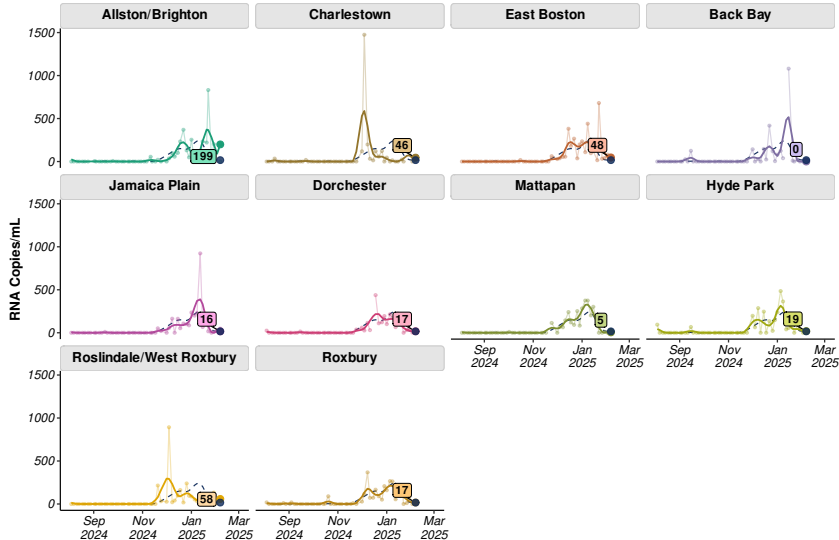 Allston/Brighton
Charlestown
East Boston
Back Bay
1500
1000
500
0
199
46
48
0
Jamaica Plain
Dorchester
Mattapan
Hyde Park
RNA Copies/mL
1500
1000
500
0
16
17
5
19
Sep 2024
Nov 2024
Jan 2025
Mar 2025
Sep 2024
Nov 2024
Jan 2025
Mar 2025
Roslindale/West Roxbury
Roxbury
1500
1000
500
0
58
17
Sep 2024
Nov 2024
Jan 2025
Mar 2025
Sep 2024
Nov 2024
Jan 2025
Mar 2025